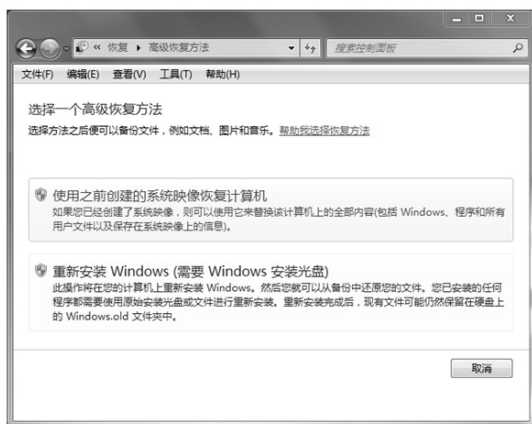 « 恢复 ▸ 高级恢复方法
搜索控制面板
文件(F) 编辑(E) 查看(V) 工具(T) 帮助(H)
选择一个高级恢复方法
选择方法之后便可以备份文件，例如文档、图片和音乐。帮助我选择恢复方法
使用之前创建的系统映像恢复计算机
如果您已经创建了系统映像，则可以使用它来替换该计算机上的全部内容(包括 Windows、程序和所有
用户文件以及保存在系统映像上的信息)。
重新安装 Windows (需要 Windows 安装光盘)
此操作将在您的计算机上重新安装 Windows。然后您就可以从备份中还原您的文件。您已安装的任何
程序都需要使用原始安装光盘或文件进行重新安装。重新安装完成后，现有文件可能仍然保留在硬盘上
的 Windows.old 文件夹中。
取消